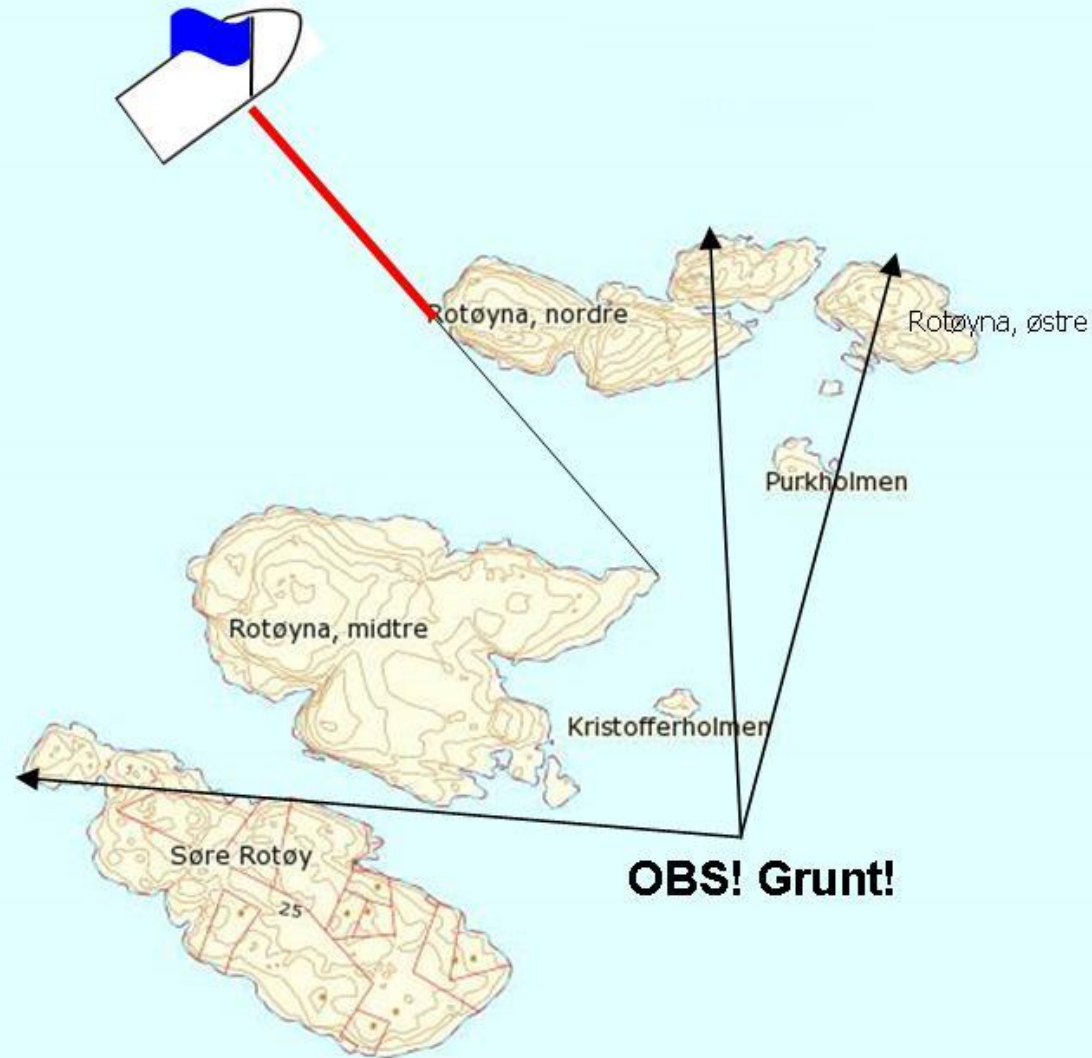 Rotøyna, nordre
Rotøyna, østre
Purkholmen
Rotøyna, midtre
Kristofferholmen
Søre Rotøy
OBS! Grunt!
25